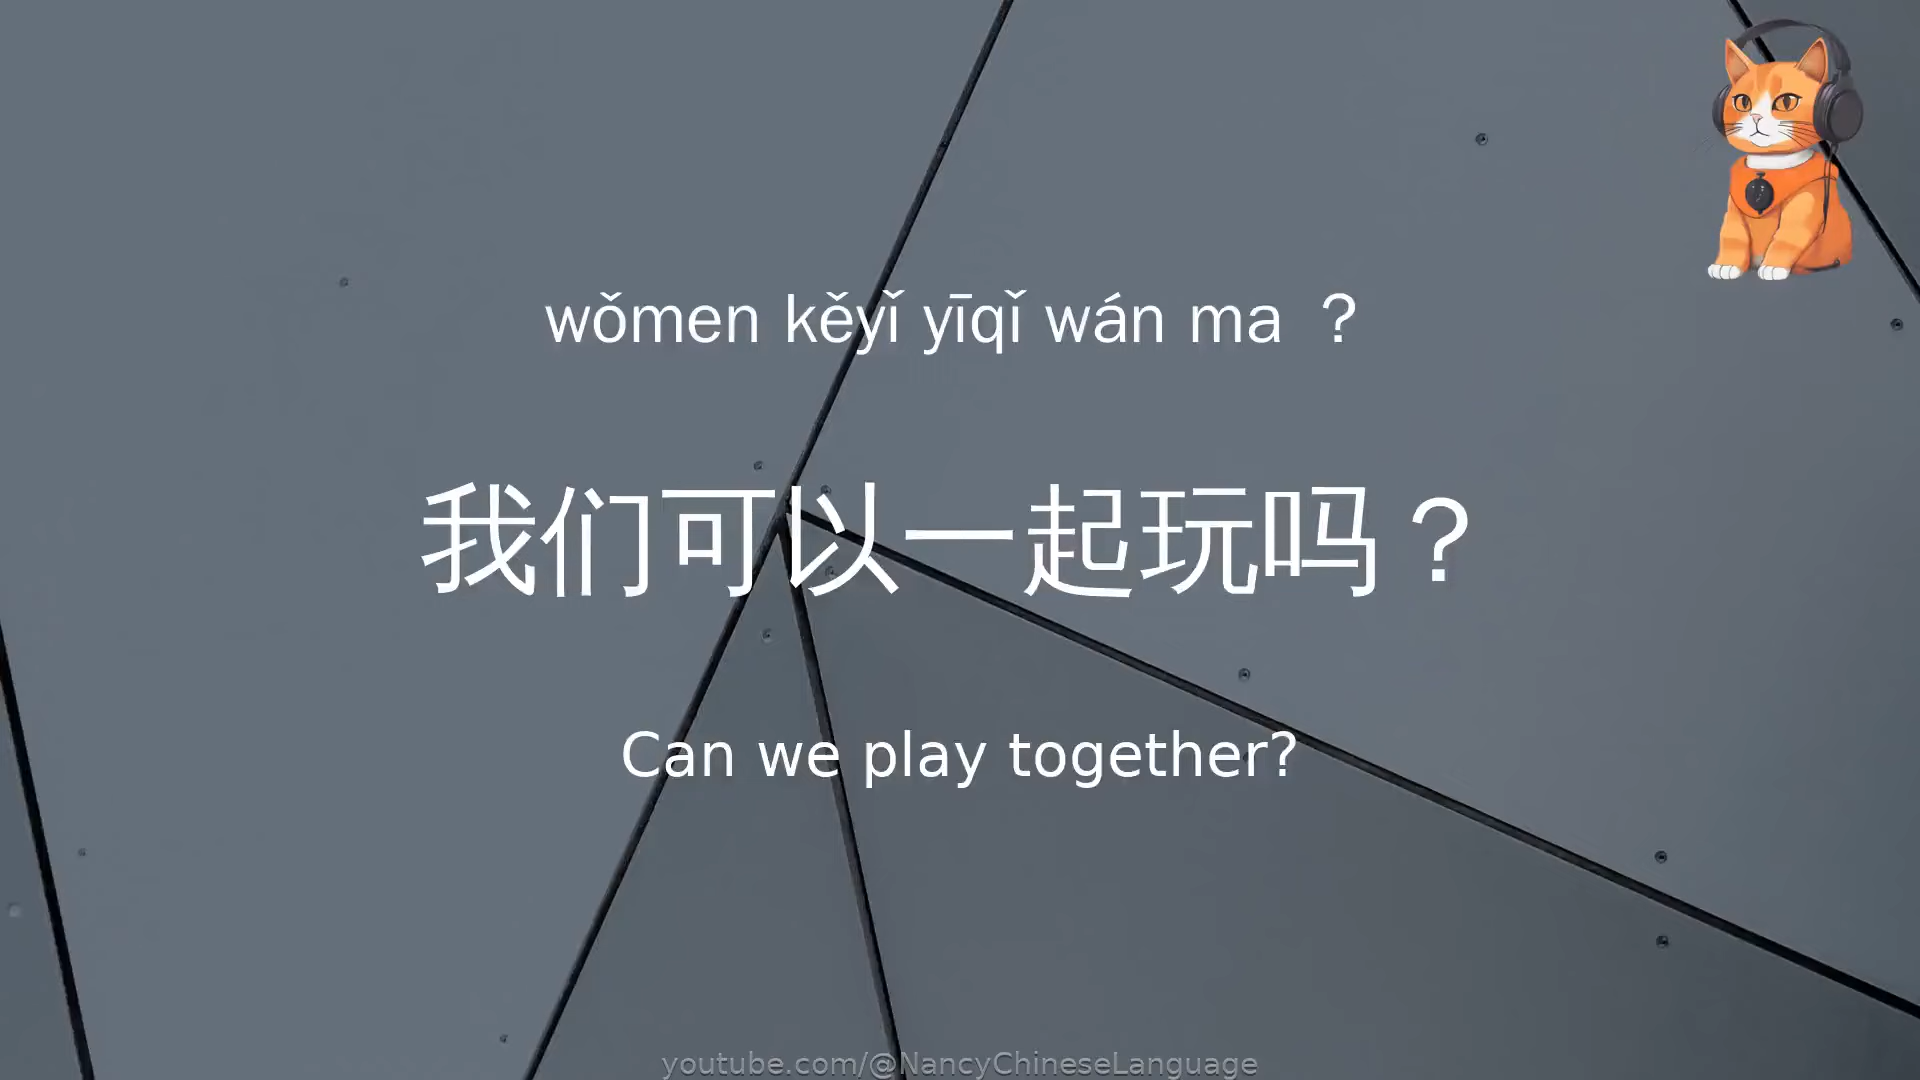 wǒmen kěyǐ yīqǐ wán ma ？
我们可以一起玩吗？
Can we play together?
youtube.com/@NancyChineseLanguage